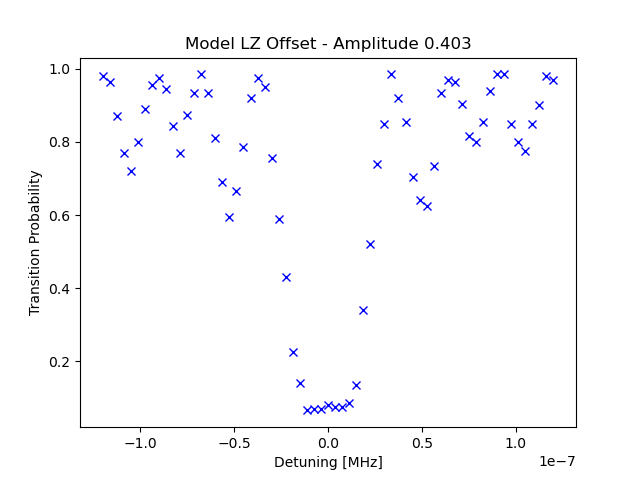 Model LZ Offset - Amplitude 0.403
1.0
0.8
0.6
0.4
0.2
Transition Probability
−1.0 −0.5 0.0 0.5 1.0
1e−7
Detuning [MHz]